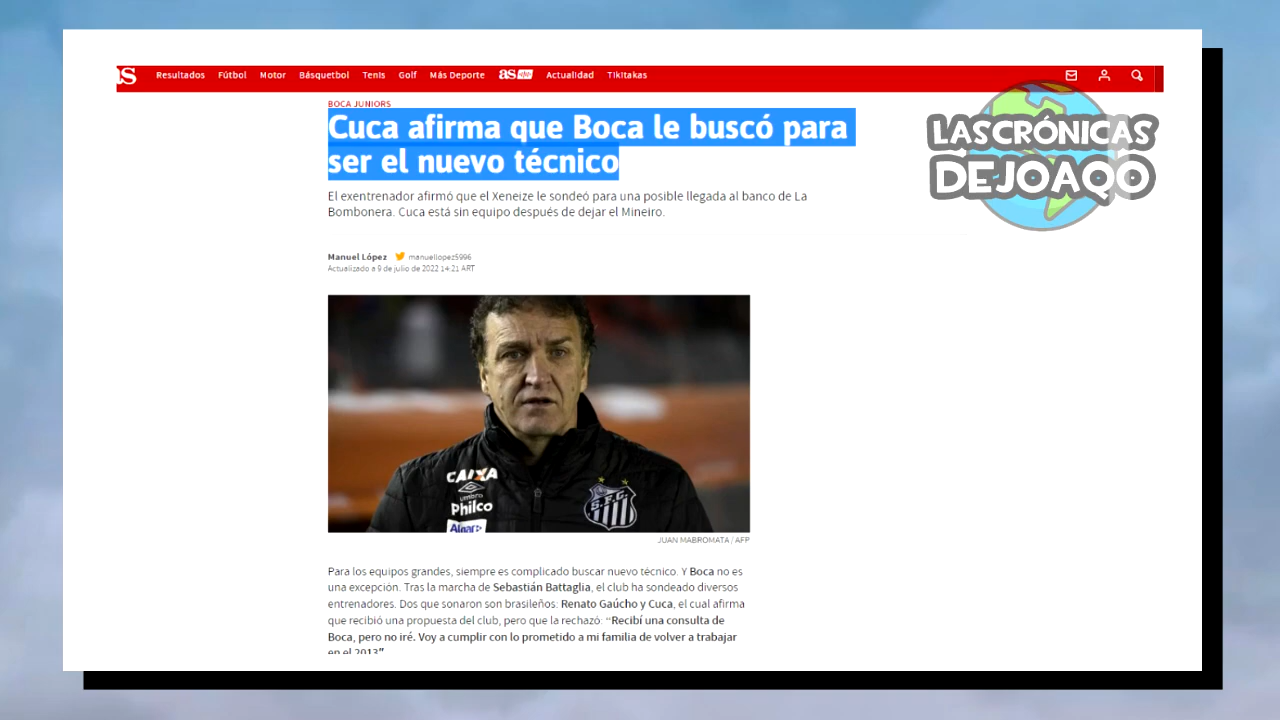 AS Resultados Fútbol Motor Básquetbol Tenis Golf Más Deporte as Actualidad Tikitakas
BOCA JUNIORS
Cuca afirma que Boca le buscó para
ser el nuevo técnico
LASCRÓNICAS
DEJOAQO
El exentrenador afirmó que el Xeneize le sondeó para una posible llegada al banco de La
Bombonera. Cuca está sin equipo después de dejar el Mineiro.
Manuel López manuellopez5996
Actualizado a 9 de julio de 2022 14:21 ART
CAIXA
umbro
Philco
S.F.C.
Algar
JUAN MABROMATA / AFP
Para los equipos grandes, siempre es complicado buscar nuevo técnico. Y Boca no es
una excepción. Tras la marcha de Sebastián Battaglia, el club ha sondeado diversos
entrenadores. Dos que sonaron son brasileños: Renato Gaúcho y Cuca, el cual afirma
que recibió una propuesta del club, pero que la rechazó: “Recibí una consulta de
Boca, pero no iré. Voy a cumplir con lo prometido a mi familia de volver a trabajar
en el 2013”